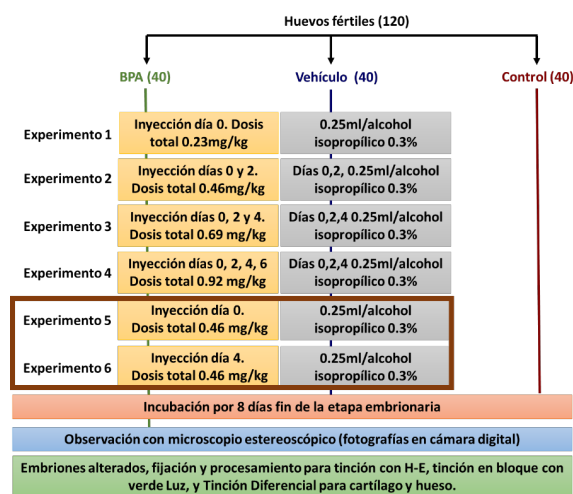 Huevos fértiles (120)
BPA (40)
Vehículo (40)
Control (40)
Experimento 1
Inyección día 0. Dosis
total 0.23mg/kg
0.25ml/alcohol
isopropílico 0.3%
Experimento 2
Inyección días 0 y 2.
Dosis total 0.46mg/kg
Días 0,2, 0.25ml/alcohol
isopropílico 0.3%
Experimento 3
Inyección días 0, 2 y 4.
Dosis total 0.69 mg/kg
Días 0,2,4 0.25ml/alcohol
isopropílico 0.3%
Experimento 4
Inyección días 0, 2, 4, 6
Dosis total 0.92 mg/kg
Días 0,2,4 0.25ml/alcohol
isopropílico 0.3%
Experimento 5
Inyección día 0.
Dosis total 0.46 mg/kg
0.25ml/alcohol
isopropílico 0.3%
Experimento 6
Inyección día 4.
Dosis total 0.46 mg/kg
0.25ml/alcohol
isopropílico 0.3%
Incubación por 8 días fin de la etapa embrionaria
Observación con microscopio estereoscópico (fotografías en cámara digital)
Embriones alterados, fijación y procesamiento para tinción con H-E, tinción en bloque con
verde Luz, y Tinción Diferencial para cartílago y hueso.